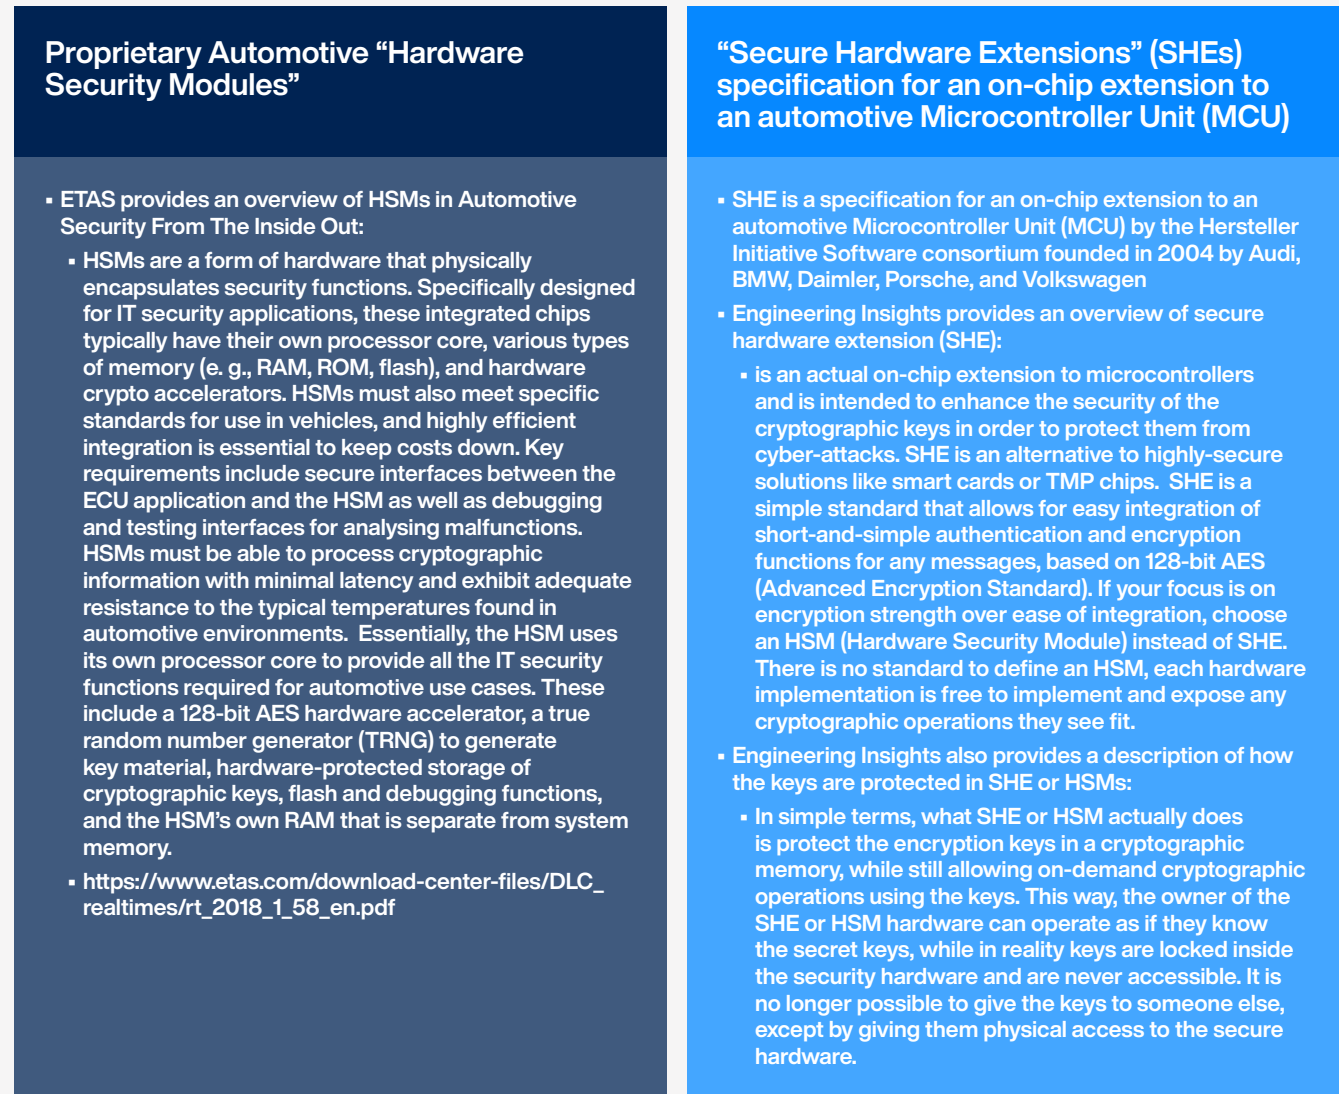 Proprietary Automotive “Hardware
Security Modules”
▪ ETAS provides an overview of HSMs in Automotive
Security From The Inside Out:
▪ HSMs are a form of hardware that physically
encapsulates security functions. Specifically designed
for IT security applications, these integrated chips
typically have their own processor core, various types
of memory (e. g., RAM, ROM, flash), and hardware
crypto accelerators. HSMs must also meet specific
standards for use in vehicles, and highly efficient
integration is essential to keep costs down. Key
requirements include secure interfaces between the
ECU application and the HSM as well as debugging
and testing interfaces for analysing malfunctions.
HSMs must be able to process cryptographic
information with minimal latency and exhibit adequate
resistance to the typical temperatures found in
automotive environments.  Essentially, the HSM uses
its own processor core to provide all the IT security
functions required for automotive use cases. These
include a 128-bit AES hardware accelerator, a true
random number generator (TRNG) to generate
key material, hardware-protected storage of
cryptographic keys, flash and debugging functions,
and the HSM’s own RAM that is separate from system
memory.
▪ https://www.etas.com/download-center-files/DLC_
realtimes/rt_2018_1_58_en.pdf
“Secure Hardware Extensions” (SHEs)
specification for an on-chip extension to
an automotive Microcontroller Unit (MCU)
▪ SHE is a specification for an on-chip extension to an
automotive Microcontroller Unit (MCU) by the Hersteller
Initiative Software consortium founded in 2004 by Audi,
BMW, Daimler, Porsche, and Volkswagen
▪ Engineering Insights provides an overview of secure
hardware extension (SHE):
▪ is an actual on-chip extension to microcontrollers
and is intended to enhance the security of the
cryptographic keys in order to protect them from
cyber-attacks. SHE is an alternative to highly-secure
solutions like smart cards or TMP chips.  SHE is a
simple standard that allows for easy integration of
short-and-simple authentication and encryption
functions for any messages, based on 128-bit AES
(Advanced Encryption Standard). If your focus is on
encryption strength over ease of integration, choose
an HSM (Hardware Security Module) instead of SHE.
There is no standard to define an HSM, each hardware
implementation is free to implement and expose any
cryptographic operations they see fit.
▪ Engineering Insights also provides a description of how
the keys are protected in SHE or HSMs:
▪ In simple terms, what SHE or HSM actually does
is protect the encryption keys in a cryptographic
memory, while still allowing on-demand cryptographic
operations using the keys. This way, the owner of the
SHE or HSM hardware can operate as if they know
the secret keys, while in reality keys are locked inside
the security hardware and are never accessible. It is
no longer possible to give the keys to someone else,
except by giving them physical access to the secure
hardware.